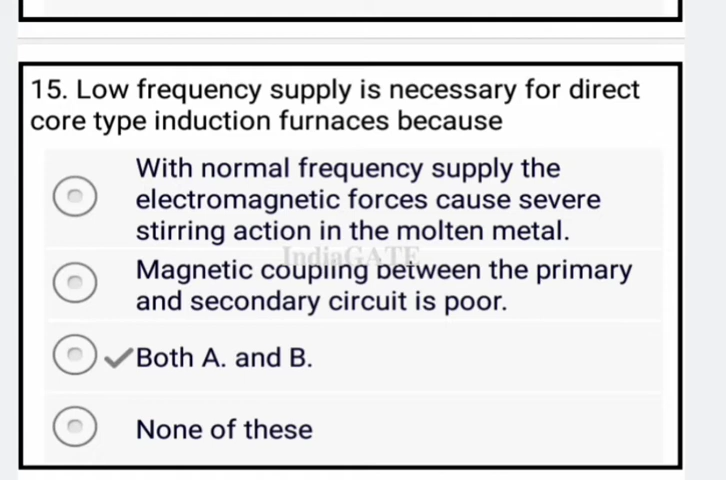 15. Low frequency supply is necessary for direct
core type induction furnaces because
With normal frequency supply the
electromagnetic forces cause severe
stirring action in the molten metal.
IndiaGATE
Magnetic coupling between the primary
and secondary circuit is poor.
Both A. and B.
None of these